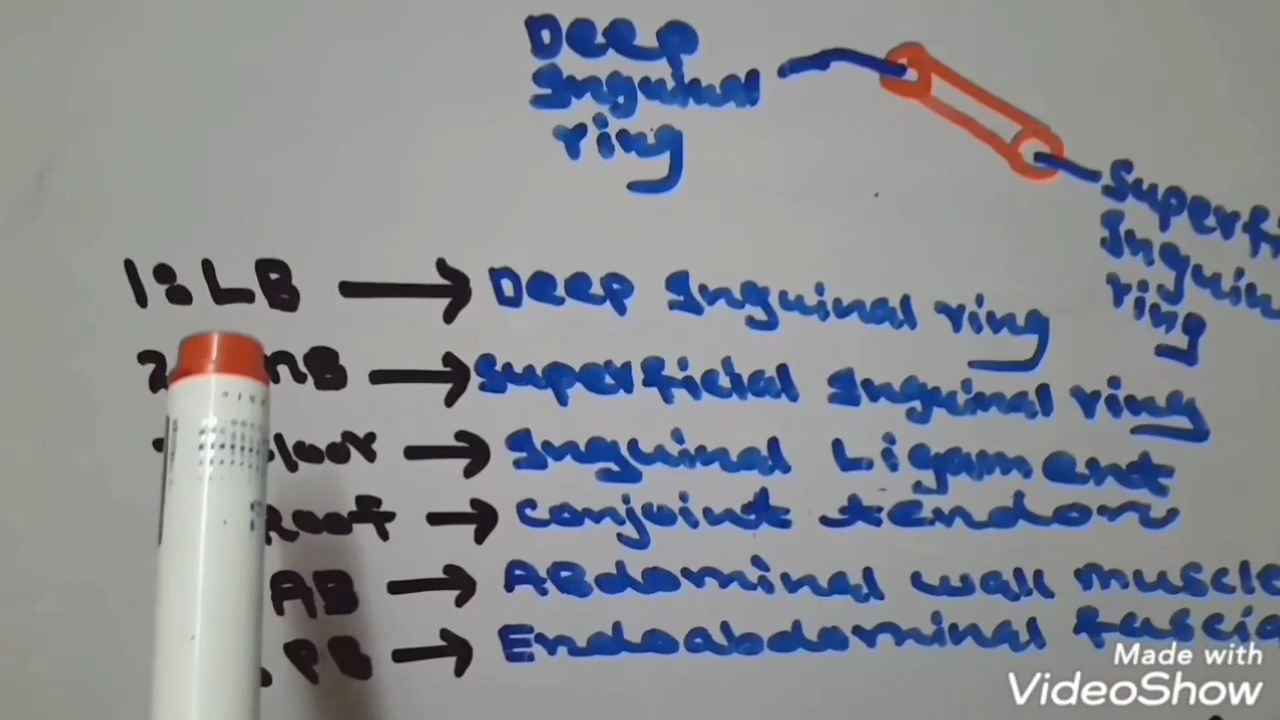 Deep
Inguinal
ring
Superfi
Inguin
ring
1: LB → Deep Inguinal ring
2 nB → Superficial Inguinal ring
loor → Inguinal Ligament
Roof → conjoint tendon
AB → ABdominal wall muscle
PB → Endoabdominal fascia
Made with
VideoShow